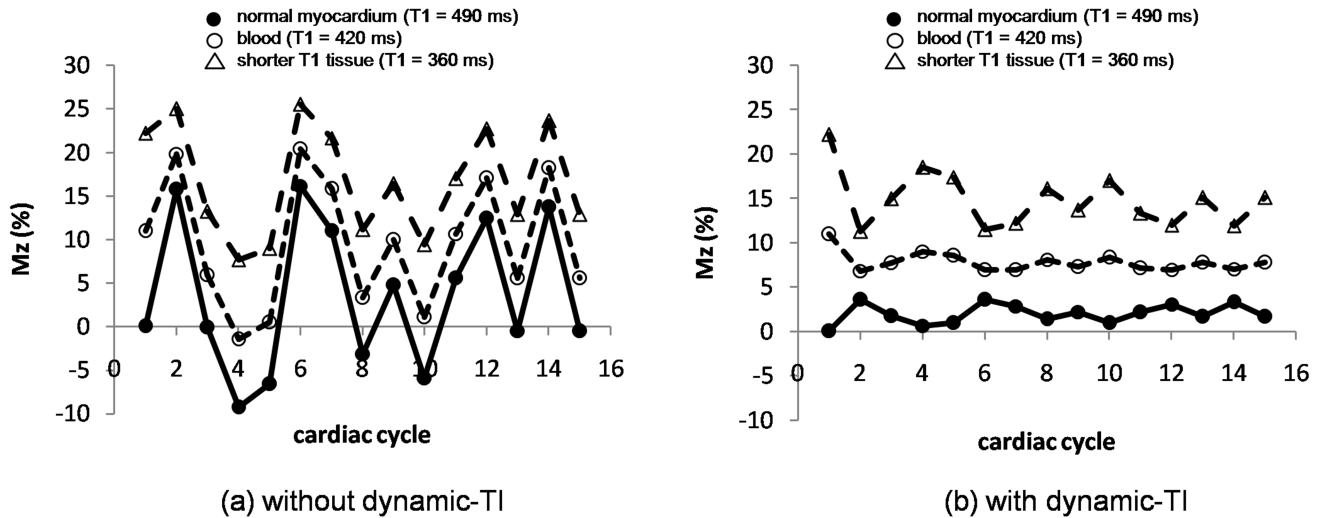 normal myocardium (T1 = 490 ms)
blood (T1 = 420 ms)
shorter T1 tissue (T1 = 360 ms)
30
25
20
15
10
5
0
-5
-10
0 2 4 6 8 10 12 14 16
Mz (%)
cardiac cycle
(a) without dynamic-TI
normal myocardium (T1 = 490 ms)
blood (T1 = 420 ms)
shorter T1 tissue (T1 = 360 ms)
30
25
20
15
10
5
0
-5
-10
0 2 4 6 8 10 12 14 16
Mz (%)
cardiac cycle
(b) with dynamic-TI